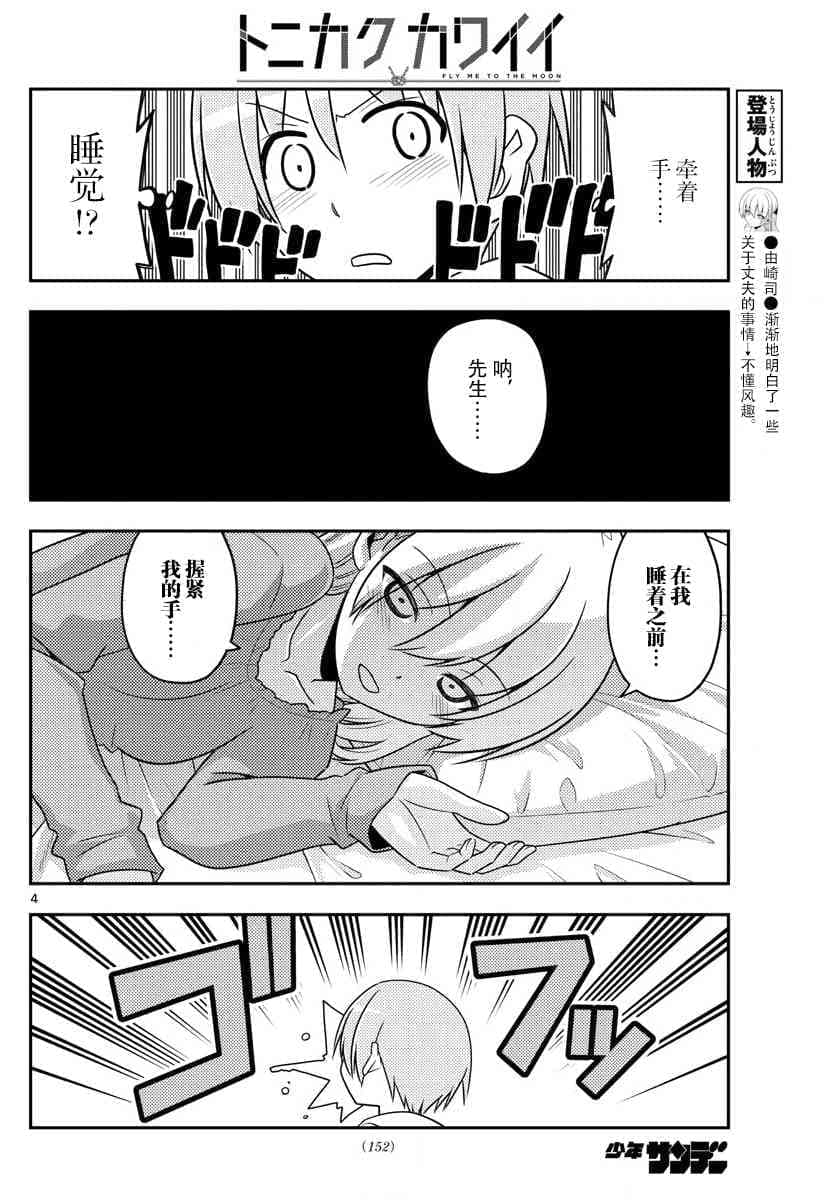 トニカクカワイイ
FLY ME TO THE MOON
登場人物
とうじょうじんぶつ
●由崎司●渐渐地明白了一些
关于丈夫的事情→不懂风趣。
牵着
手……
睡觉!?
ドドド
ドドド
呐,
先生……
在我
睡着之前…
握紧
我的手……
4
ゴフッ
(152)
少年サンデー